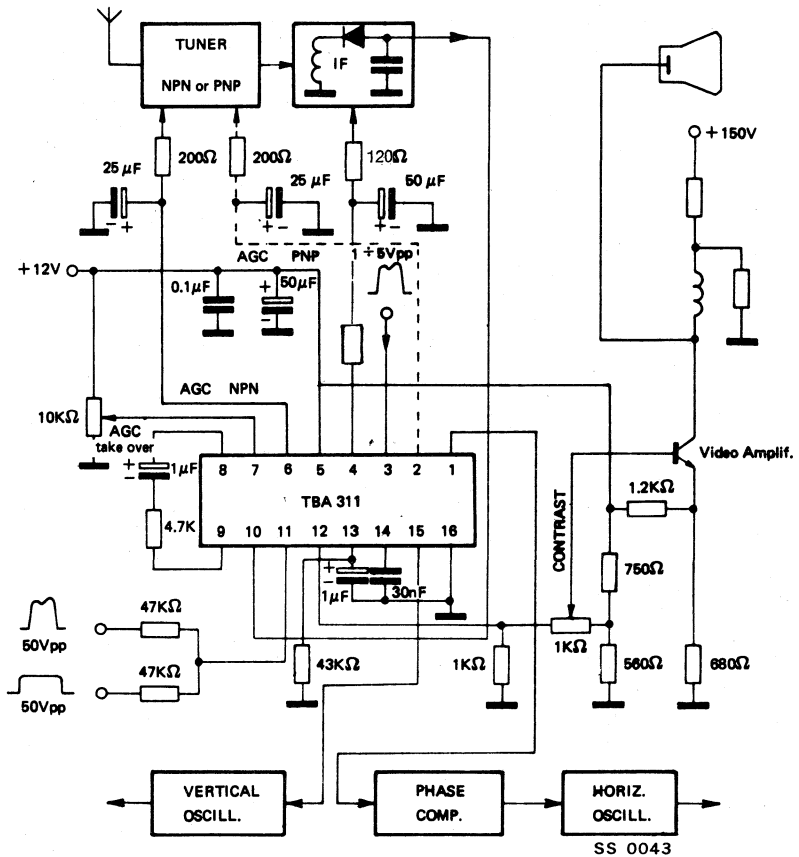 TUNER
NPN or PNP
IF
200Ω
200Ω
120Ω
25 µF
25 µF
50 µF
- +
+ -
+ -
+150V
AGC PNP
1 ÷ 5Vpp
+12V
0.1µF
+
50µF
-
AGC NPN
10KΩ
AGC
take over
+
1µF
-
8 7 6 5 4 3 2 1
TBA 311
9 10 11 12 13 14 15 16
4.7K
Video Amplif.
1.2KΩ
CONTRAST
750Ω
+
-
1µF
30nF
47KΩ
50Vpp
47KΩ
50Vpp
43KΩ
1KΩ
1KΩ
560Ω
680Ω
VERTICAL
OSCILL.
PHASE
COMP.
HORIZ.
OSCILL.
SS 0043